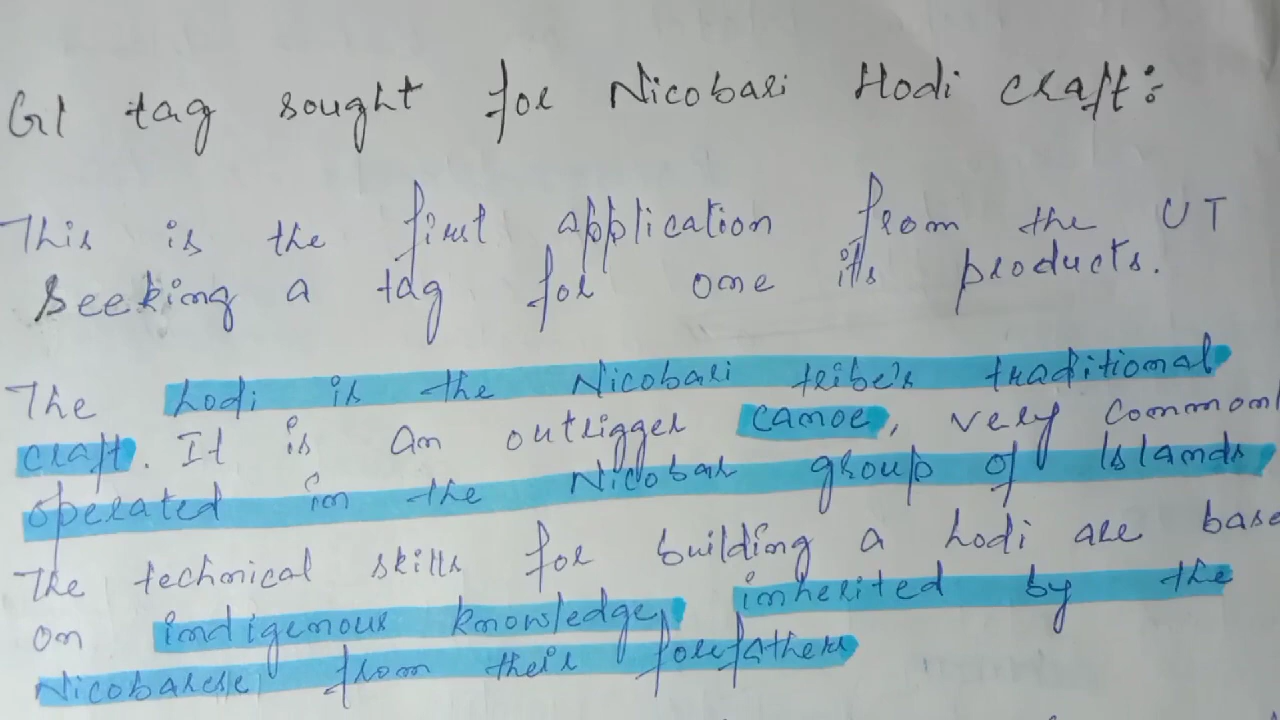 GI tag sought for Nicobari Hodi craft:
This is the first application from the UT
Seeking a tag for one its products.
The hodi is the Nicobari tribe's traditional
craft. It is an outrigger canoe, very commonl
operated in the Nicobar group of Islands
The technical skills for building a hodi are base
on indigenous knowledge inherited by the
Nicobarese from their forefathers